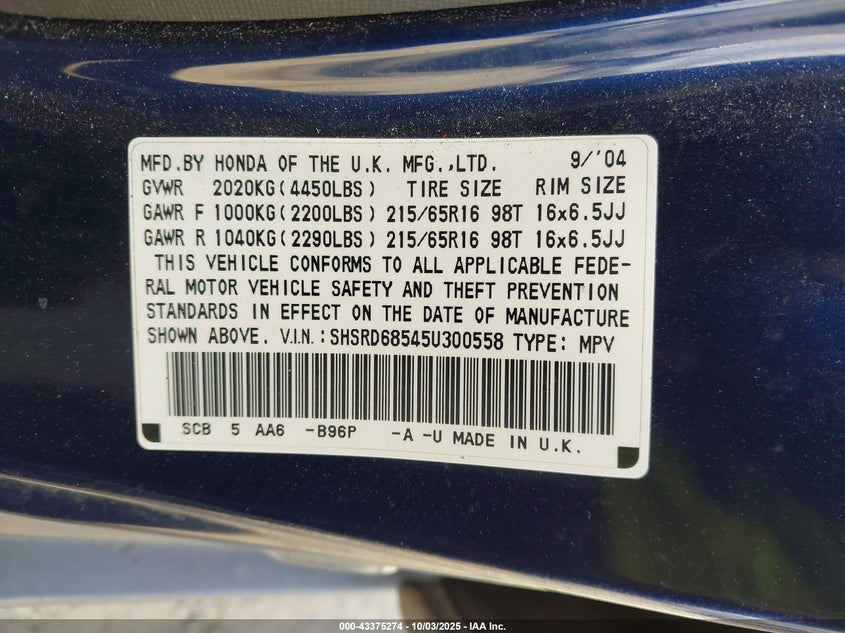 MFD.BY HONDA OF THE U.K. MFG.,LTD. 9/'04
GVWR 2020KG(4450LBS) TIRE SIZE RIM SIZE
GAWR F 1000KG(2200LBS) 215/65R16 98T 16x6.5JJ
GAWR R 1040KG(2290LBS) 215/65R16 98T 16x6.5JJ
THIS VEHICLE CONFORMS TO ALL APPLICABLE FEDE-
RAL MOTOR VEHICLE SAFETY AND THEFT PREVENTION
STANDARDS IN EFFECT ON THE DATE OF MANUFACTURE
SHOWN ABOVE. V.I.N.:SHSRD68545U300558 TYPE: MPV
SCB 5 AA6 -B96P -A -U MADE IN U.K.
000-43375274 - 10/03/2025 - IAA Inc.